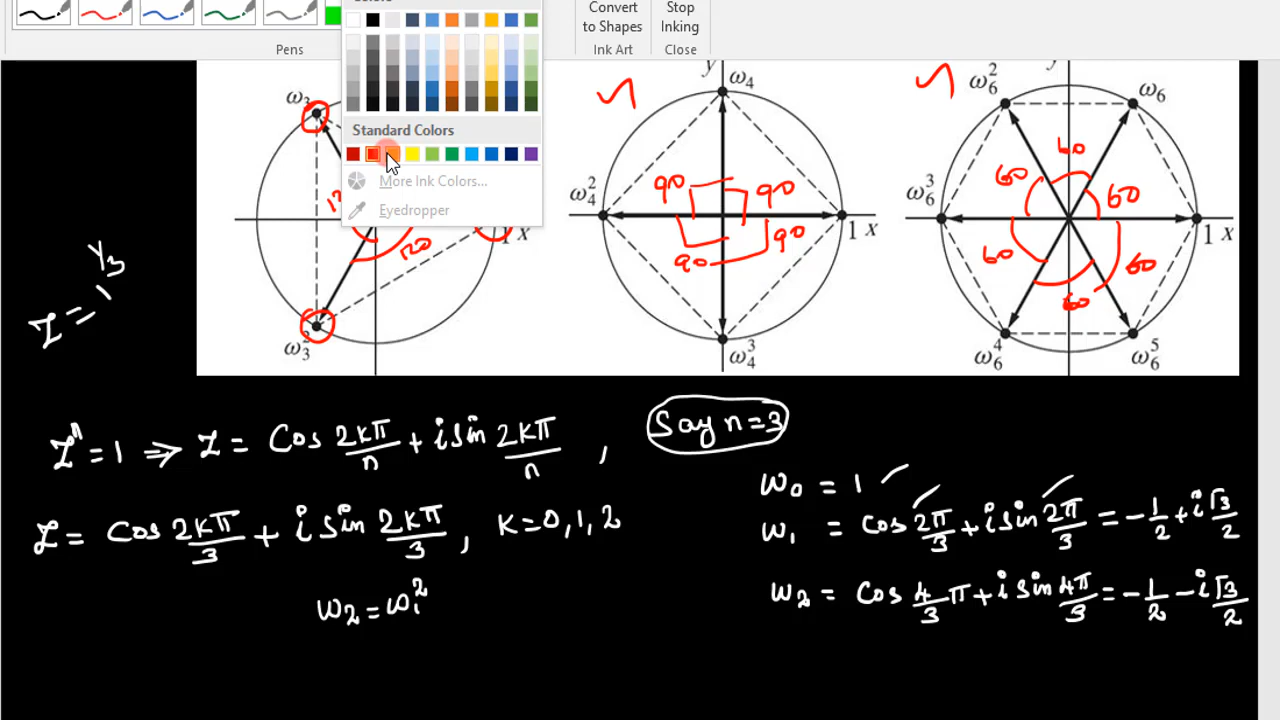 Convert
to Shapes
Stop
Inking
Pens
Ink Art
Close
Standard Colors
More Ink Colors...
Eyedropper
ω₃
120
1 x
ω₃²
y
ω₄
ω₄²
90
90
90
90
1 x
ω₄³
y
ω₆²
ω₆
60
60
60
ω₆³
1 x
60
60
60
ω₆⁴
ω₆⁵
Z = 1^(1/3)
Zⁿ = 1 ⇒ Z = Cos 2kπ/n + i sin 2kπ/n , Say n=3
Z = Cos 2kπ/3 + i sin 2kπ/3 , K=0,1,2
ω₂ = ω₁²
ω₀ = 1
ω₁ = Cos 2π/3 + i sin 2π/3 = -1/2 + i√3/2
ω₂ = Cos 4/3 π + i sin 4π/3 = -1/2 - i√3/2